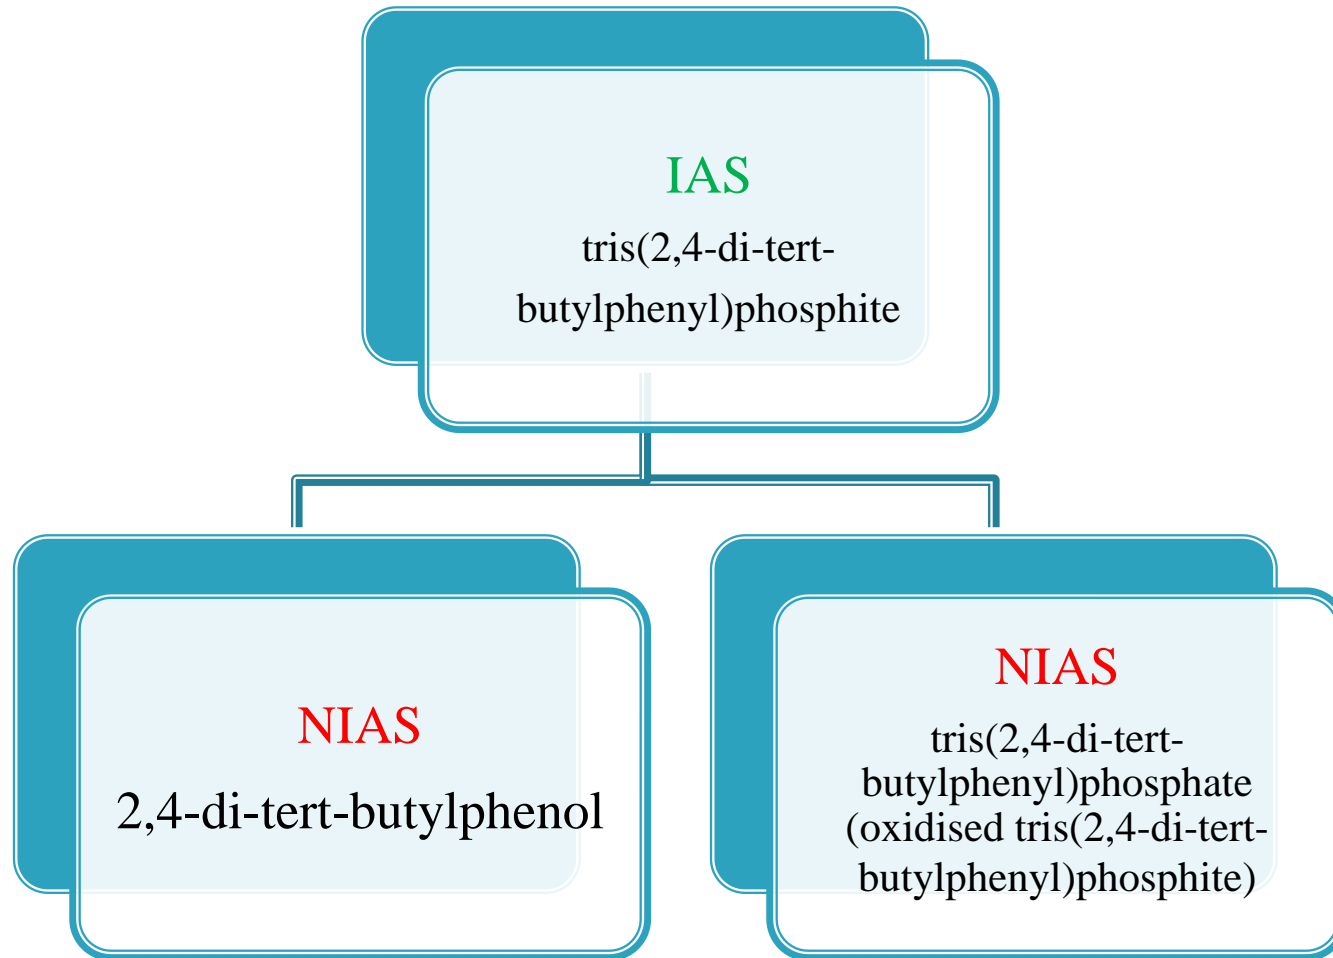 IAS
tris(2,4-di-tert-
butylphenyl)phosphite
NIAS
2,4-di-tert-butylphenol
NIAS
tris(2,4-di-tert-
butylphenyl)phosphate
(oxidised tris(2,4-di-tert-
butylphenyl)phosphite)